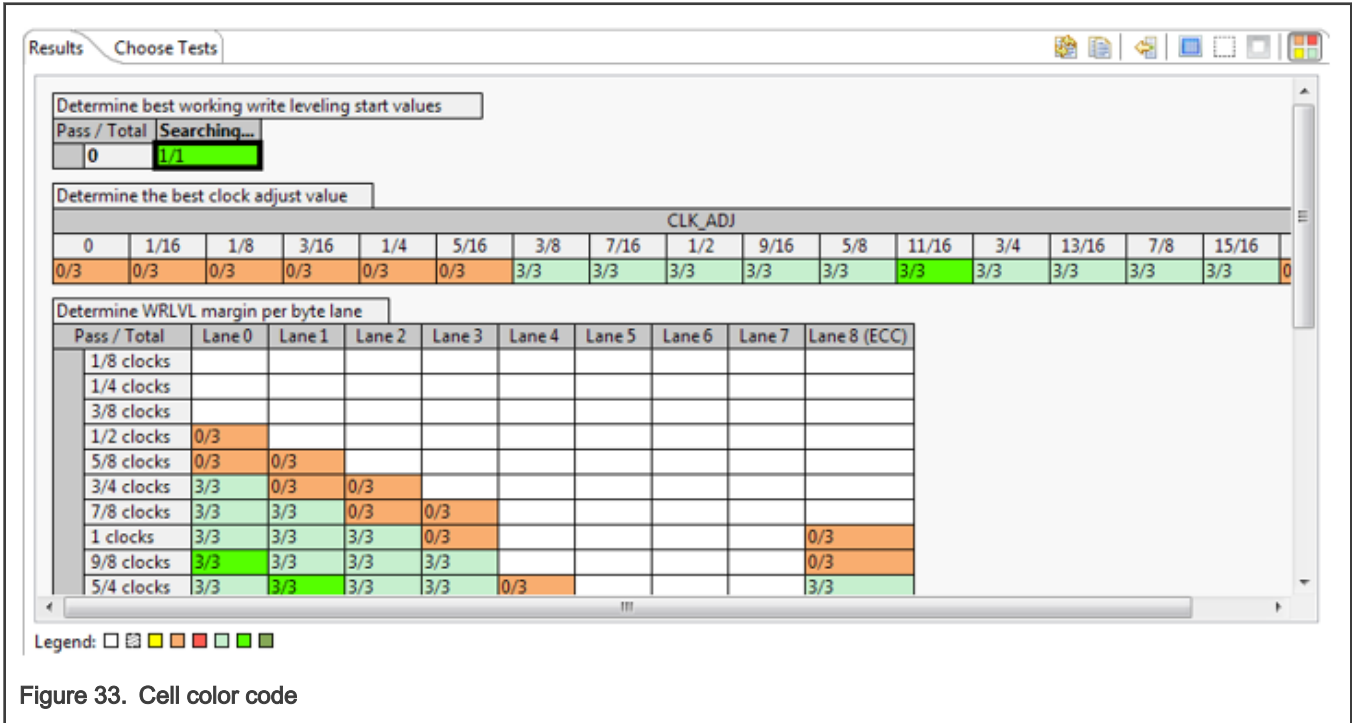 Results Choose Tests
Determine best working write leveling start values
Pass / Total Searching...
0 1/1
Determine the best clock adjust value
CLK_ADJ
0 1/16 1/8 3/16 1/4 5/16 3/8 7/16 1/2 9/16 5/8 11/16 3/4 13/16 7/8 15/16
0/3 0/3 0/3 0/3 0/3 0/3 3/3 3/3 3/3 3/3 3/3 3/3 3/3 3/3 3/3 3/3 0
Determine WRLVL margin per byte lane
Pass / Total Lane 0 Lane 1 Lane 2 Lane 3 Lane 4 Lane 5 Lane 6 Lane 7 Lane 8 (ECC)
1/8 clocks
1/4 clocks
3/8 clocks
1/2 clocks 0/3
5/8 clocks 0/3 0/3
3/4 clocks 3/3 0/3 0/3
7/8 clocks 3/3 3/3 0/3 0/3
1 clocks 3/3 3/3 3/3 0/3 0/3
9/8 clocks 3/3 3/3 3/3 3/3 0/3
5/4 clocks 3/3 3/3 3/3 3/3 0/3 3/3
Legend:
Figure 33. Cell color code